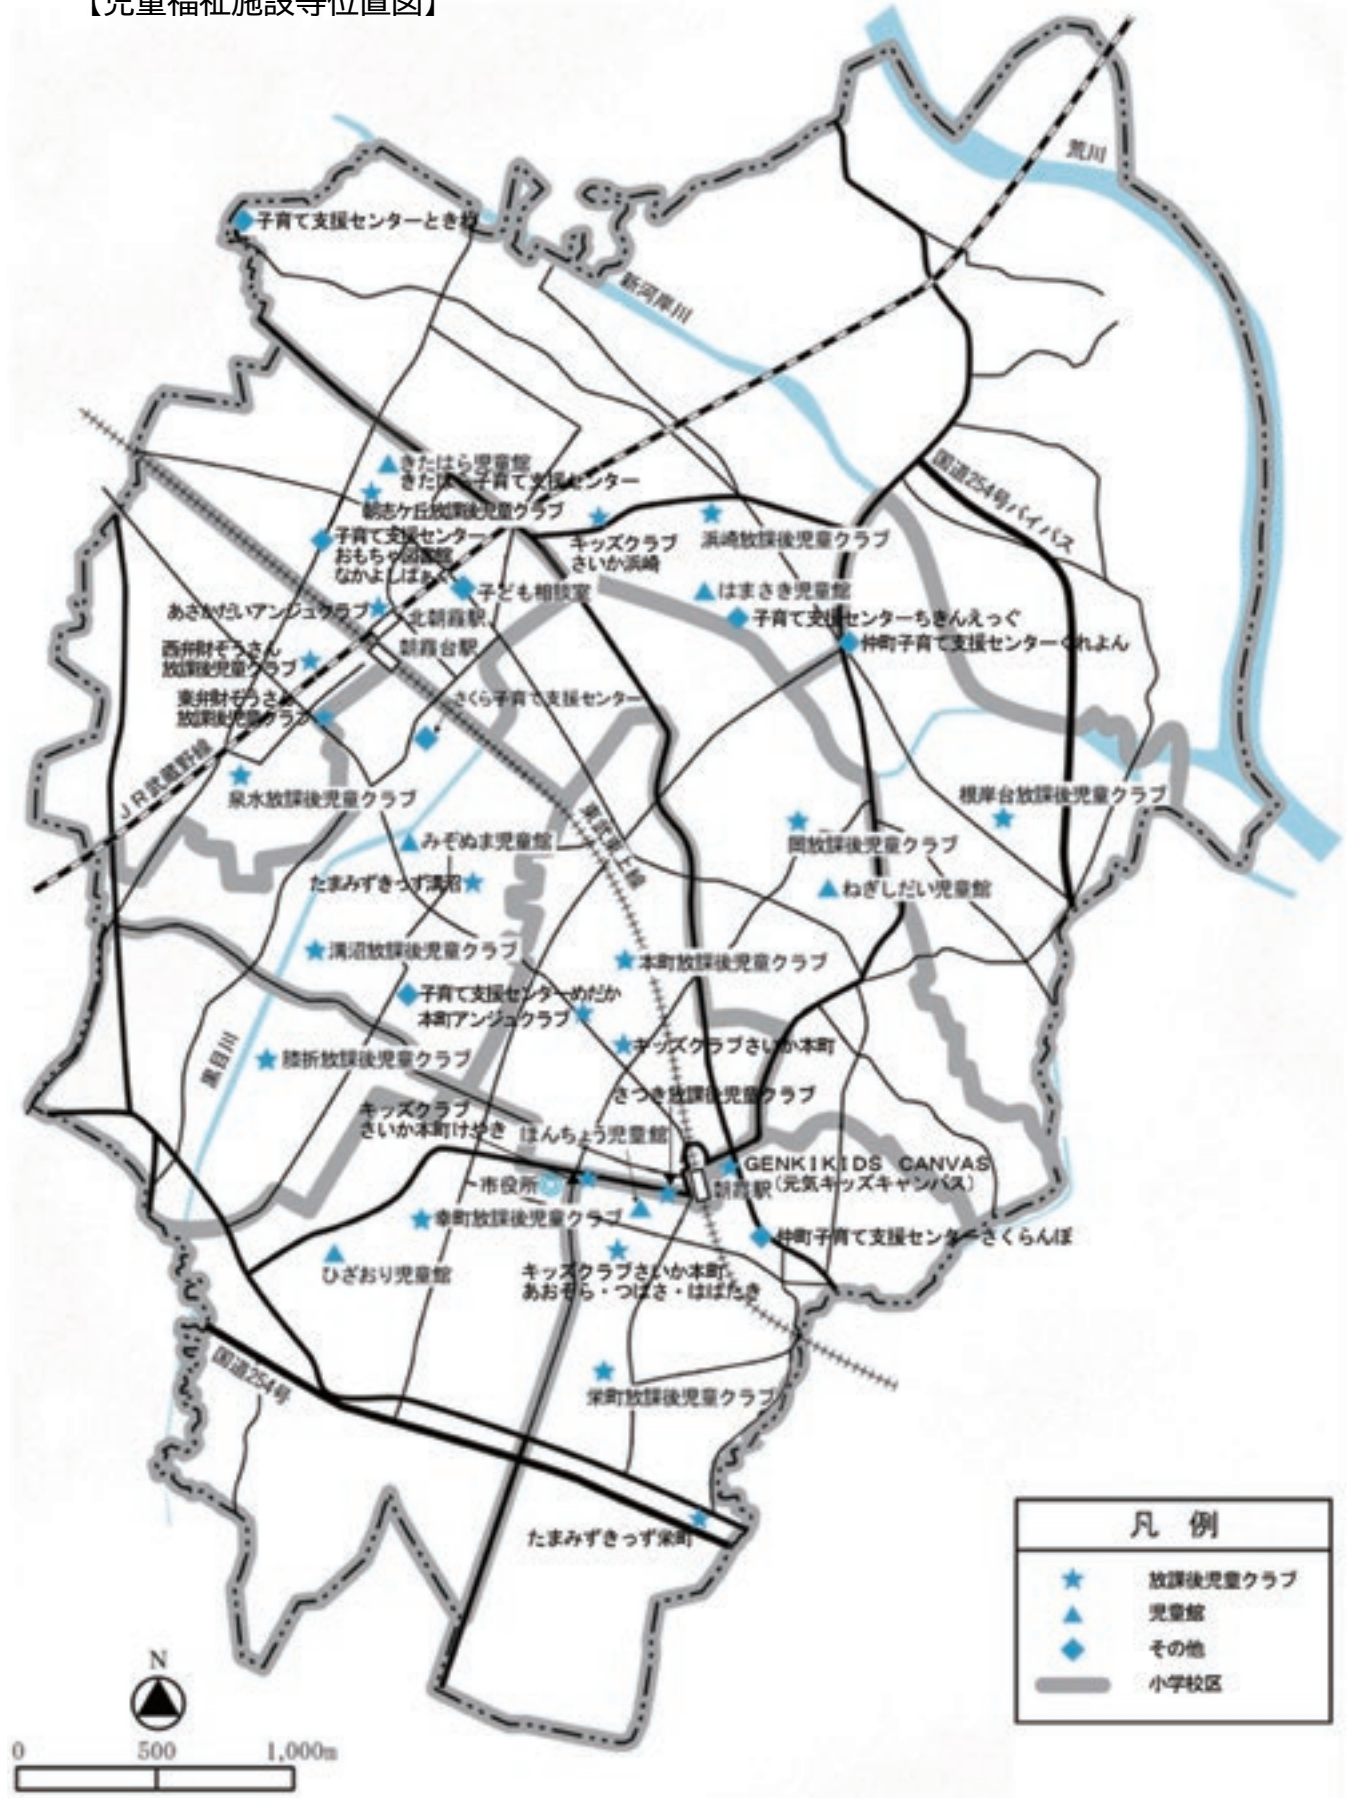 【児童福祉施設等位置図】
荒川
子育て支援センターときわ
新河岸川
国道254号バイパス
きたはら児童館
きたはら子育て支援センター
朝志ケ丘放課後児童クラブ
子育て支援センター
おもちゃ図書館
なかよしぱぁく
キッズクラブ
さいか浜崎
浜崎放課後児童クラブ
子ども相談室
はまさき児童館
あさかだいアンジュクラブ
北朝霞駅
子育て支援センターちきんえっぐ
朝霞台駅
仲町子育て支援センターくれよん
西弁財ぞうさん
放課後児童クラブ
東弁財ぞうさん
放課後児童クラブ
さくら子育て支援センター
JR武蔵野線
泉水放課後児童クラブ
東武東上線
根岸台放課後児童クラブ
みぞぬま児童館
岡放課後児童クラブ
たまみずきっず溝沼
ねぎしだい児童館
溝沼放課後児童クラブ
本町放課後児童クラブ
子育て支援センターめだか
本町アンジュクラブ
キッズクラブさいか本町
黒目川
膝折放課後児童クラブ
さつき放課後児童クラブ
キッズクラブ
さいか本町けやき
ほんちょう児童館
GENKIKIDS CANVAS
(元気キッズキャンバス)
朝霞駅
市役所
幸町放課後児童クラブ
仲町子育て支援センターさくらんぼ
ひざおり児童館
キッズクラブさいか本町
あおぞら・つばさ・はばたき
国道254号
栄町放課後児童クラブ
たまみずきっず栄町
凡 例
放課後児童クラブ
児童館
その他
小学校区
N
0 500 1,000m